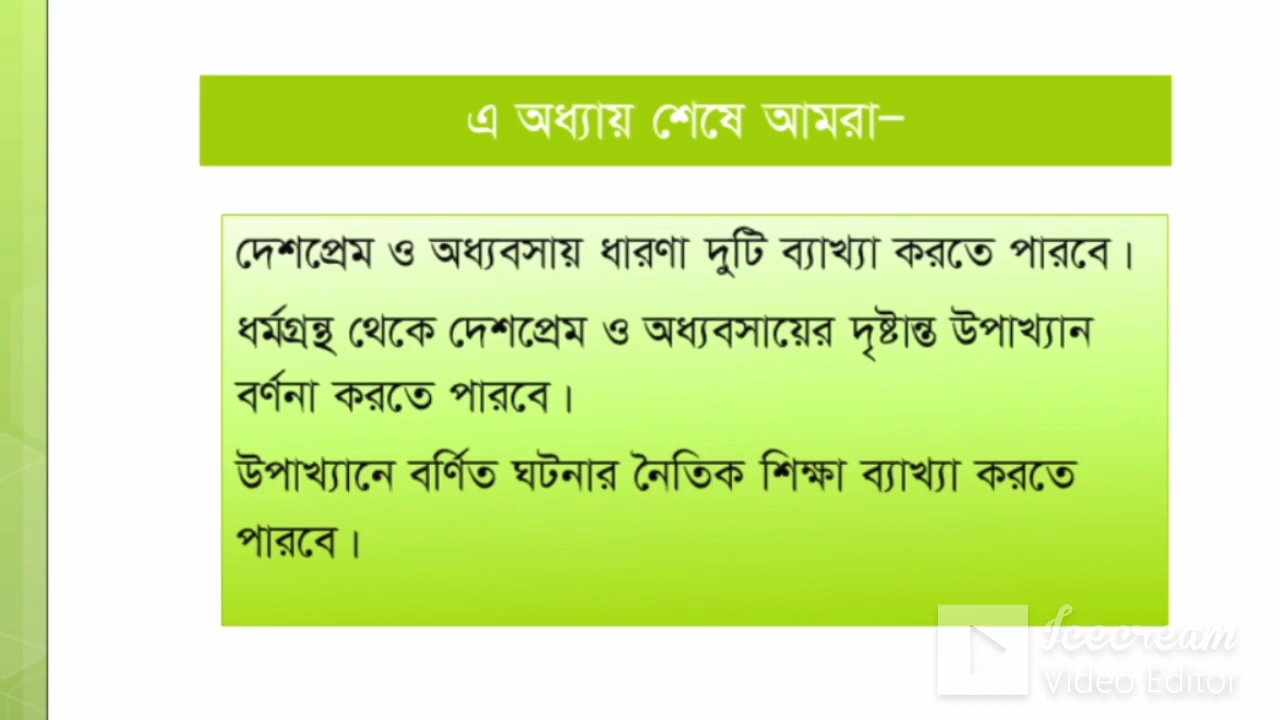 এ অধ্যায় শেষে আমরা–
দেশপ্রেম ও অধ্যবসায় ধারণা দুটি ব্যাখ্যা করতে পারবে।
ধর্মগ্রন্থ থেকে দেশপ্রেম ও অধ্যবসায়ের দৃষ্টান্ত উপাখ্যান
বর্ণনা করতে পারবে।
উপাখ্যানে বর্ণিত ঘটনার নৈতিক শিক্ষা ব্যাখ্যা করতে
পারবে।
Icecream
Video Editor